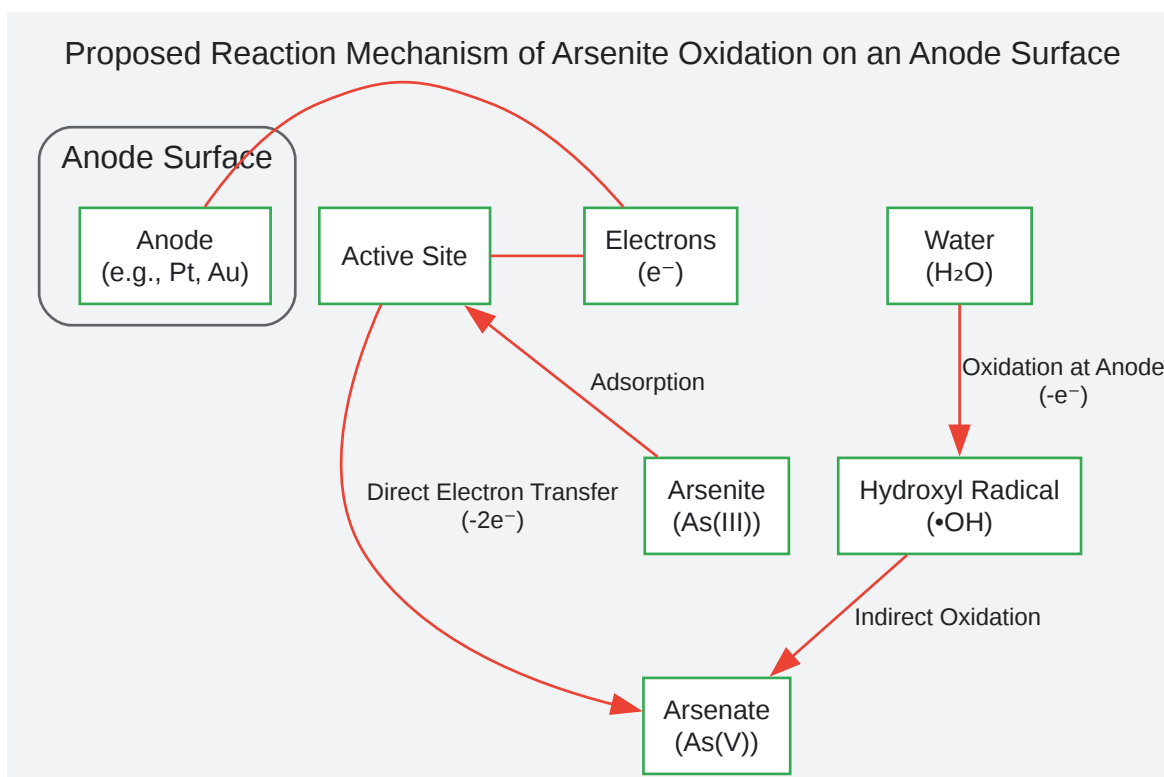 Proposed Reaction Mechanism of Arsenite Oxidation on an Anode Surface
Anode Surface
Anode
(e.g., Pt, Au)
Active Site
Electrons
(e⁻)
Water
(H₂O)
Adsorption
Oxidation at Anode
(-e⁻)
Direct Electron Transfer
(-2e⁻)
Arsenite
(As(III))
Hydroxyl Radical
(•OH)
Indirect Oxidation
Arsenate
(As(V))